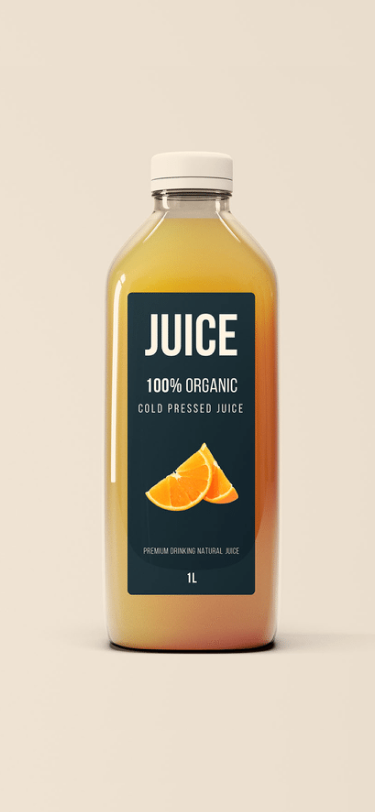 JUICE
100% ORGANIC
COLD PRESSED JUICE
PREMIUM DRINKING NATURAL JUICE
1L